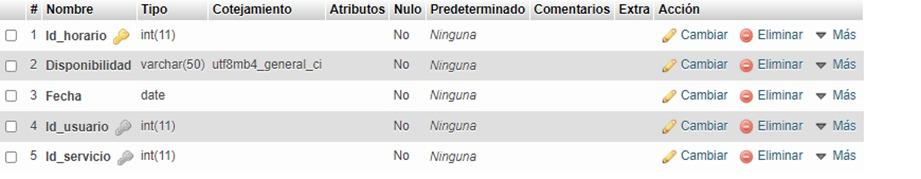 # Nombre Tipo Cotejamiento Atributos Nulo Predeterminado Comentarios Extra Acción
1 Id_horario int(11) No Ninguna Cambiar Eliminar Más
2 Disponibilidad varchar(50) utf8mb4_general_ci No Ninguna Cambiar Eliminar Más
3 Fecha date No Ninguna Cambiar Eliminar Más
4 Id_usuario int(11) No Ninguna Cambiar Eliminar Más
5 Id_servicio int(11) No Ninguna Cambiar Eliminar Más